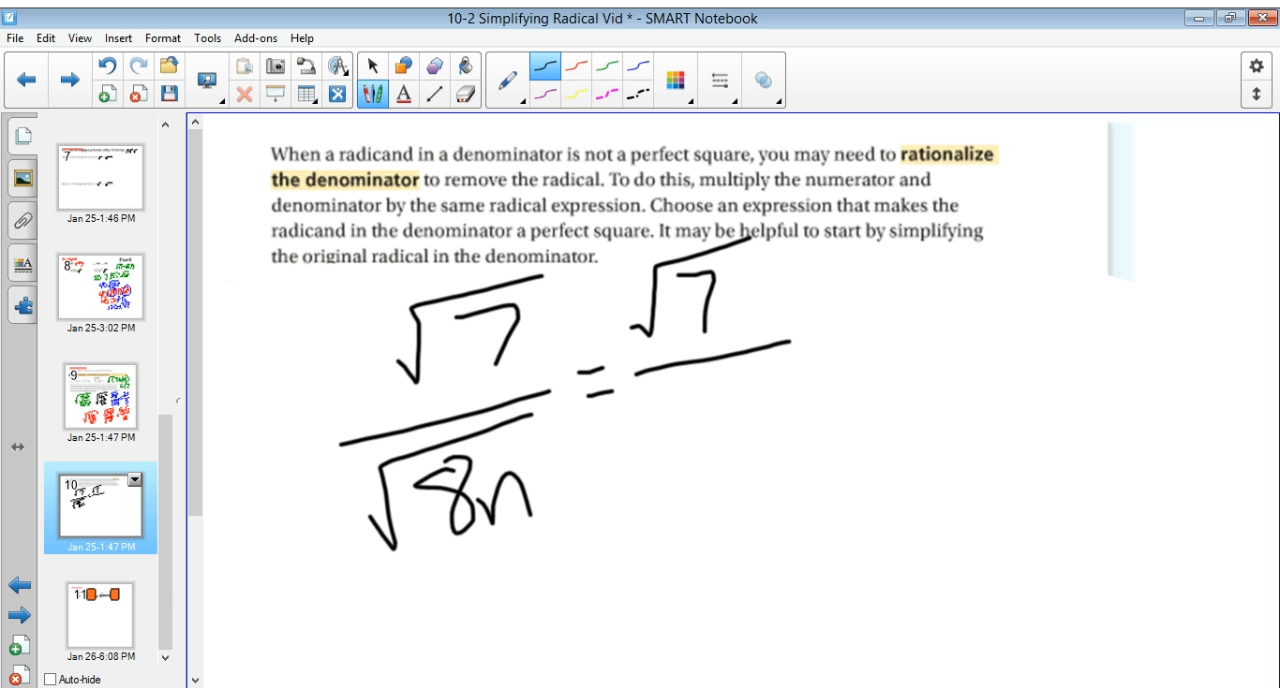 10-2 Simplifying Radical Vid * - SMART Notebook
File Edit View Insert Format Tools Add-ons Help
When a radicand in a denominator is not a perfect square, you may need to rationalize
the denominator to remove the radical. To do this, multiply the numerator and
denominator by the same radical expression. Choose an expression that makes the
radicand in the denominator a perfect square. It may be helpful to start by simplifying
the original radical in the denominator.
√7 = √7
√8n
7
Jan 25-1:46 PM
8
Jan 25-3:02 PM
9
Jan 25-1:47 PM
10
Jan 25-1:47 PM
11
Jan 26-6:08 PM
Auto-hide